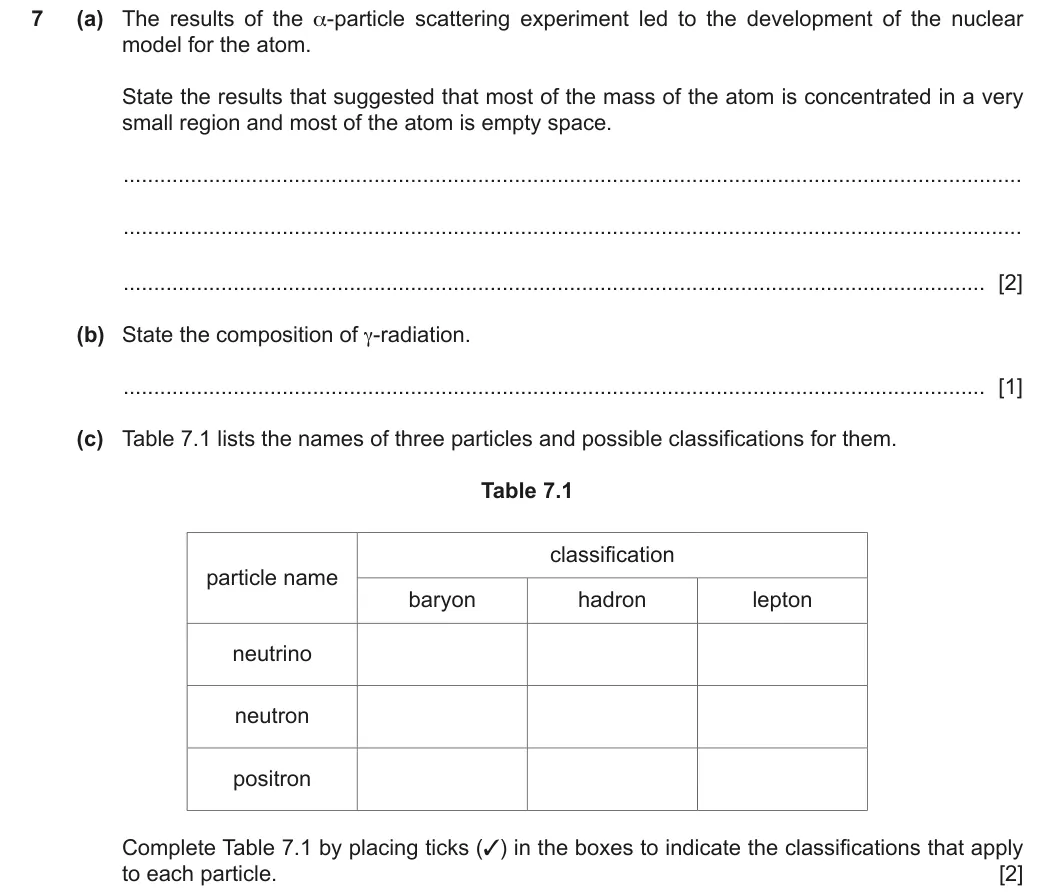 7 (a) The results of the α-particle scattering experiment led to the development of the nuclear
model for the atom.
State the results that suggested that most of the mass of the atom is concentrated in a very
small region and most of the atom is empty space.
..........................................................................................................................................................
..........................................................................................................................................................
.................................................................................................................................................... [2]
(b) State the composition of γ-radiation.
.................................................................................................................................................... [1]
(c) Table 7.1 lists the names of three particles and possible classifications for them.
Table 7.1
particle name
classification
baryon hadron lepton
neutrino
neutron
positron
Complete Table 7.1 by placing ticks (✓) in the boxes to indicate the classifications that apply
to each particle. [2]